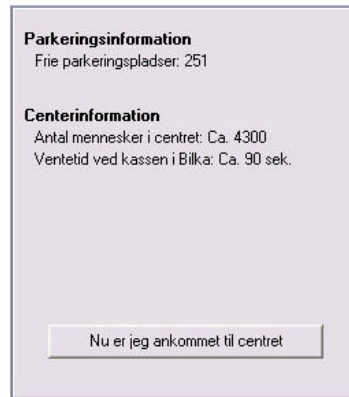 Parkeringsinformation
Frie parkeringspladser: 251
Centerinformation
Antal mennesker i centret: Ca. 4300
Ventetid ved kassen i Bilka: Ca. 90 sek.
Nu er jeg ankommet til centret